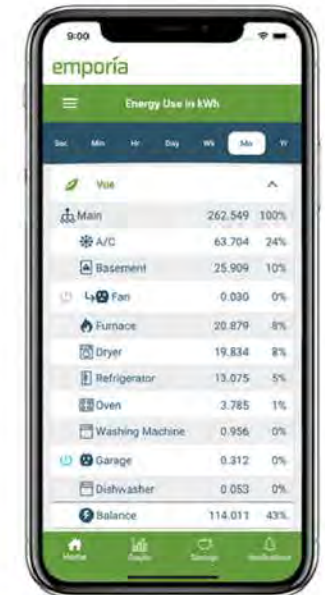 9:00
emporia
Energy Use in kWh
Sec Min Hr Day Wk Mo Yr
Vue
Main 262.549 100%
A/C 63.704 24%
Basement 25.909 10%
Fan 0.030 0%
Furnace 20.879 8%
Dryer 19.834 8%
Refrigerator 13.075 5%
Oven 3.785 1%
Washing Machine 0.956 0%
Garage 0.312 0%
Dishwasher 0.053 0%
Balance 114.011 43%
Home Graphs Notifications